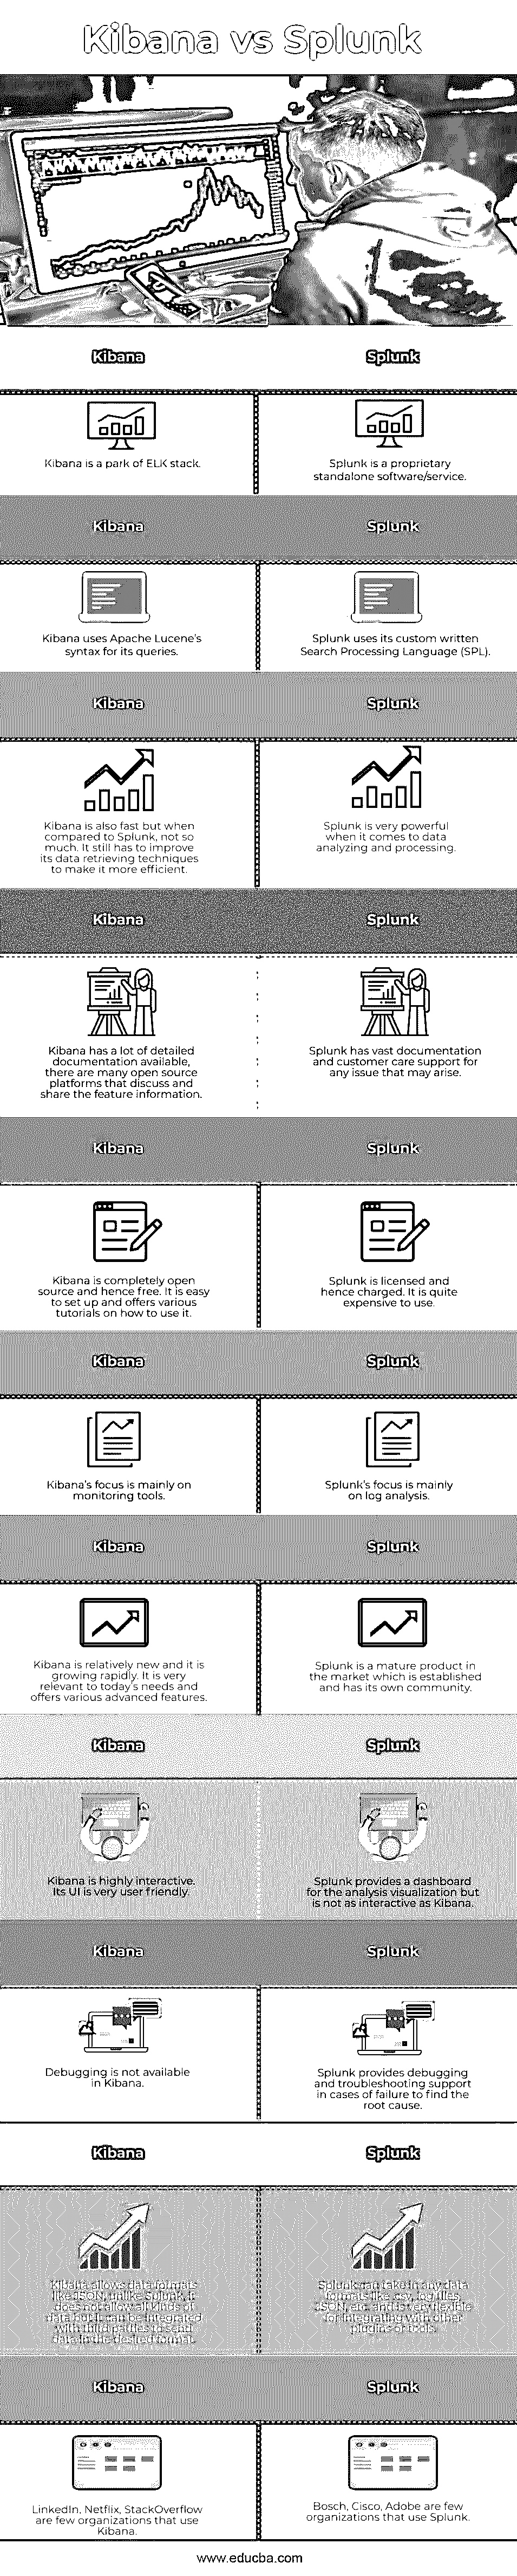 Kibana vs Splunk
Kibana
Splunk
Kibana is a park of ELK stack.
Splunk is a proprietary
standalone software/service.
Kibana
Splunk
Kibana uses Apache Lucene's
syntax for its queries.
Splunk uses its custom written
Search Processing Language (SPL).
Kibana
Splunk
Kibana is also fast but when
compared to Splunk, not so
much. It still has to improve
its data retrieving techniques
to make it more efficient.
Splunk is very powerful
when it comes to data
analyzing and processing.
Kibana
Splunk
Kibana has a lot of detailed
documentation available,
there are many open source
platforms that discuss and
share the feature information.
Splunk has vast documentation
and customer care support for
any issue that may arise.
Kibana
Splunk
Kibana is completely open
source and hence free. It is easy
to set up and offers various
tutorials on how to use it.
Splunk is licensed and
hence charged. It is quite
expensive to use.
Kibana
Splunk
Kibana's focus is mainly on
monitoring tools.
Splunk's focus is mainly
on log analysis.
Kibana
Splunk
Kibana is relatively new and it is
growing rapidly. It is very
relevant to today's needs and
offers various advanced features.
Splunk is a mature product in
the market which is established
and has its own community.
Kibana
Splunk
Kibana is highly interactive.
Its UI is very user friendly.
Splunk provides a dashboard
for the analysis visualization but
is not as interactive as Kibana.
Kibana
Splunk
Debugging is not available
in Kibana.
Splunk provides debugging
and troubleshooting support
in cases of failure to find the
root cause.
Kibana
Splunk
Kibana allows data formats
like JSON, unlike Splunk, it
does not allow all kinds of
data but it can be integrated
with third parties to send
data in the desired format.
Splunk can take in any data
formats like csv, log files,
JSON, etc. and is very flexible
for integrating with other
plugins or tools.
Kibana
Splunk
LinkedIn, Netflix, StackOverflow
are few organizations that use
Kibana.
Bosch, Cisco, Adobe are few
organizations that use Splunk.
www.educba.com